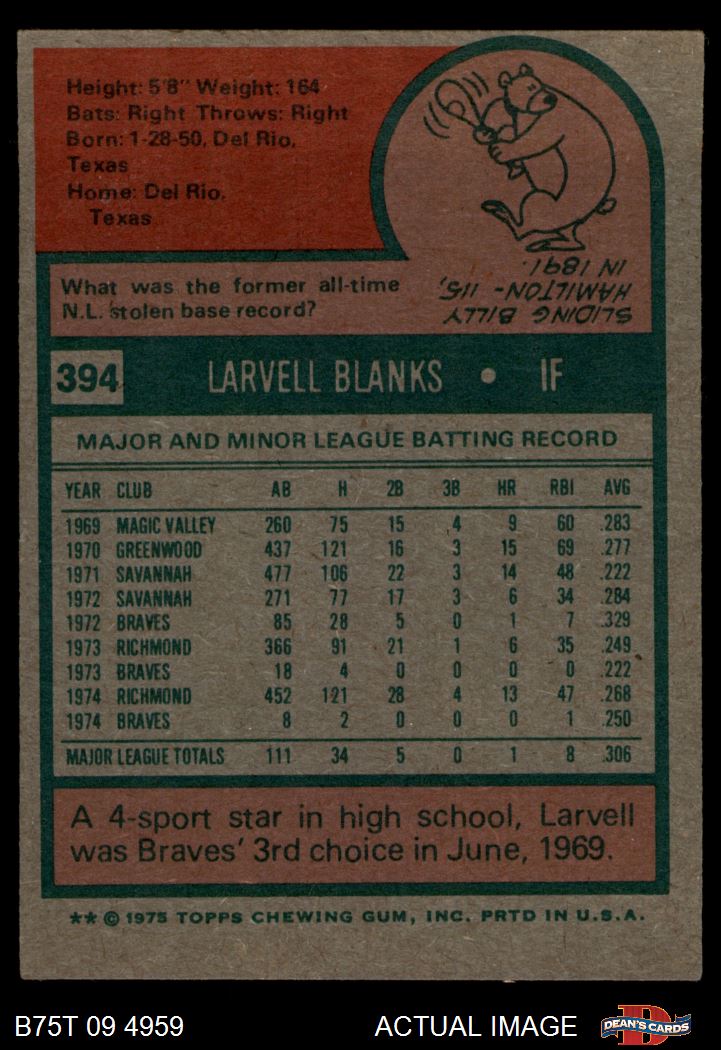 Height: 5'8" Weight: 164
Bats: Right Throws: Right
Born: 1-28-50, Del Rio,
Texas
Home: Del Rio,
Texas
What was the former all-time
N.L. stolen base record?
SLIDING BILLY
HAMILTON - 115,
IN 1891.
394 LARVELL BLANKS • IF
MAJOR AND MINOR LEAGUE BATTING RECORD
YEAR CLUB AB H 2B 3B HR RBI AVG
1969 MAGIC VALLEY 260 75 15 4 9 60 .283
1970 GREENWOOD 437 121 16 3 15 69 .277
1971 SAVANNAH 477 106 22 3 14 48 .222
1972 SAVANNAH 271 77 17 3 6 34 .284
1972 BRAVES 85 28 5 0 1 7 .329
1973 RICHMOND 366 91 21 1 6 35 .249
1973 BRAVES 18 4 0 0 0 0 .222
1974 RICHMOND 452 121 28 4 13 47 .268
1974 BRAVES 8 2 0 0 0 1 .250
MAJOR LEAGUE TOTALS 111 34 5 0 1 8 .306
A 4-sport star in high school, Larvell
was Braves' 3rd choice in June, 1969.
** © 1975 TOPPS CHEWING GUM, INC. PRTD IN U.S.A.
B75T 09 4959 ACTUAL IMAGE DEAN'S CARDS